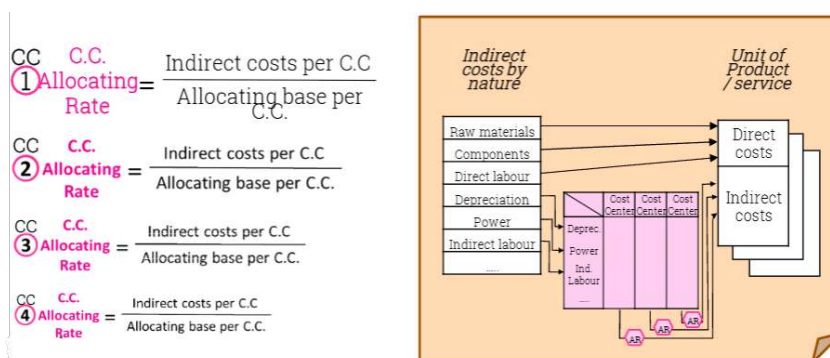 CC
1
C.C.
Allocating
Rate
=
Indirect costs per C.C
Allocating base per
C.C.
CC
2
C.C.
Allocating
Rate
=
Indirect costs per C.C
Allocating base per C.C.
CC
3
C.C.
Allocating
Rate
=
Indirect costs per C.C
Allocating base per C.C.
CC
4
C.C.
Allocating
Rate
=
Indirect costs per C.C
Allocating base per C.C.
Indirect
costs by
nature
Unit of
Product
/ service
Raw materials
Components
Direct labour
Depreciation
Power
Indirect labour
.....
Cost
Center
Cost
Center
Cost
Center
Deprec.
Power
Ind.
Labour
....
AR
AR
AR
Direct
costs
Indirect
costs